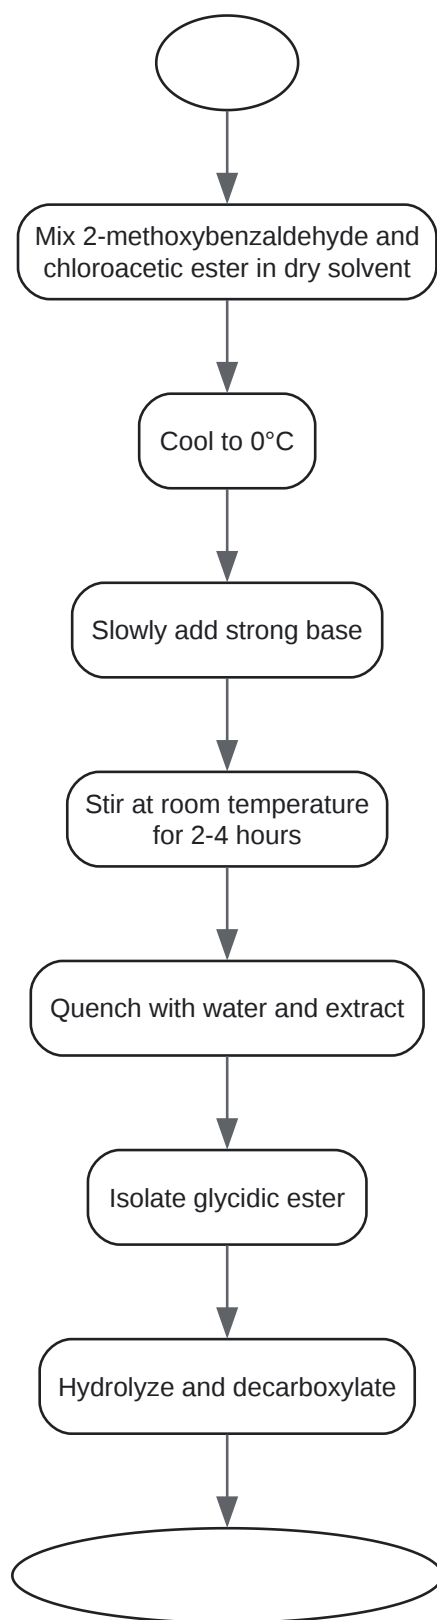 Mix 2-methoxybenzaldehyde and
chloroacetic ester in dry solvent
Cool to 0°C
Slowly add strong base
Stir at room temperature
for 2-4 hours
Quench with water and extract
Isolate glycidic ester
Hydrolyze and decarboxylate